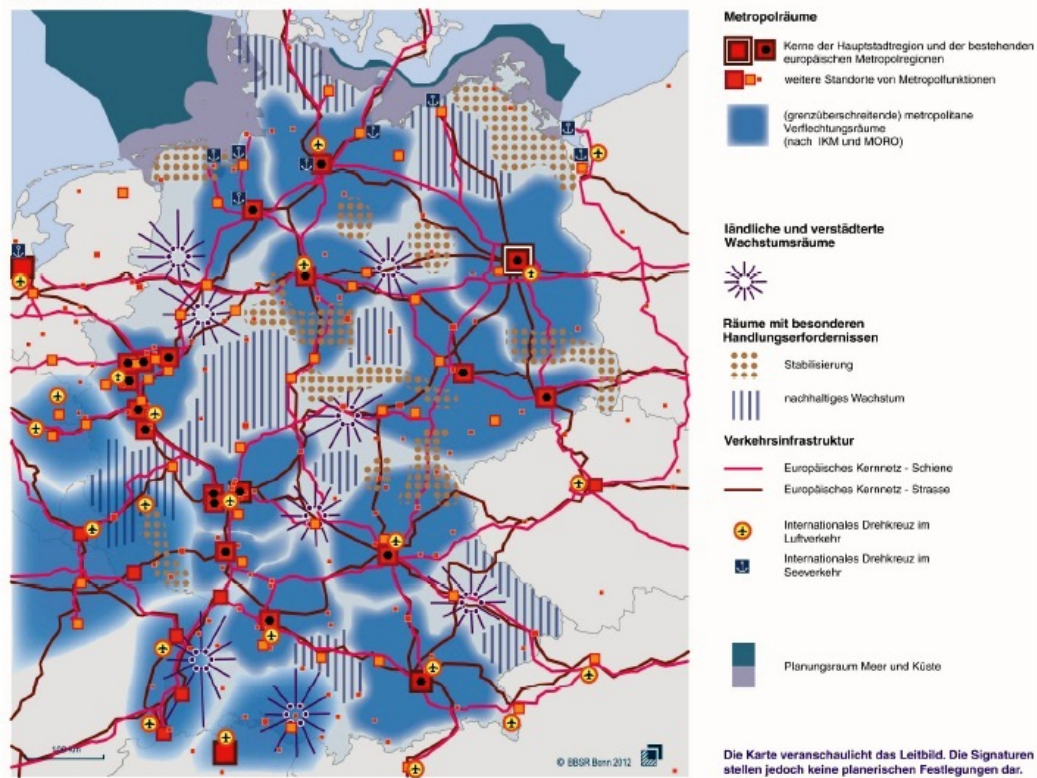 Metropolräume
Kerne der Hauptstadtregion und der bestehenden
europäischen Metropolregionen
weitere Standorte von Metropolfunktionen
(grenzüberschreitende) metropolitane
Verflechtungsräume
(nach IKM und MORO)
ländliche und verstädterte
Wachstumsräume
Räume mit besonderen
Handlungserfordernissen
Stabilisierung
nachhaltiges Wachstum
Verkehrsinfrastruktur
Europäisches Kernnetz - Schiene
Europäisches Kernnetz - Strasse
Internationales Drehkreuz im
Luftverkehr
Internationales Drehkreuz im
Seeverkehr
Planungsraum Meer und Küste
100 km
© BBSR Bonn 2012
Die Karte veranschaulicht das Leitbild. Die Signaturen
stellen jedoch keine planerischen Festlegungen dar.